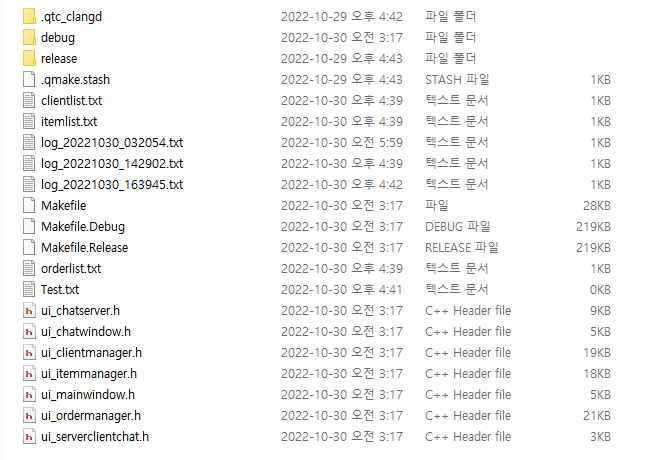 .qtc_clangd 2022-10-29 오후 4:42 파일 폴더
debug 2022-10-30 오전 3:17 파일 폴더
release 2022-10-29 오후 4:43 파일 폴더
.qmake.stash 2022-10-29 오후 4:43 STASH 파일 1KB
clientlist.txt 2022-10-30 오후 4:39 텍스트 문서 1KB
itemlist.txt 2022-10-30 오후 4:39 텍스트 문서 1KB
log_20221030_032054.txt 2022-10-30 오전 5:59 텍스트 문서 1KB
log_20221030_142902.txt 2022-10-30 오후 4:39 텍스트 문서 1KB
log_20221030_163945.txt 2022-10-30 오후 4:42 텍스트 문서 1KB
Makefile 2022-10-30 오전 3:17 파일 28KB
Makefile.Debug 2022-10-30 오전 3:17 DEBUG 파일 219KB
Makefile.Release 2022-10-30 오전 3:17 RELEASE 파일 219KB
orderlist.txt 2022-10-30 오후 4:39 텍스트 문서 1KB
Test.txt 2022-10-30 오후 4:41 텍스트 문서 0KB
ui_chatserver.h 2022-10-30 오전 3:17 C++ Header file 9KB
ui_chatwindow.h 2022-10-30 오전 3:17 C++ Header file 5KB
ui_clientmanager.h 2022-10-30 오전 3:17 C++ Header file 19KB
ui_itemmanager.h 2022-10-30 오전 3:17 C++ Header file 18KB
ui_mainwindow.h 2022-10-30 오전 3:17 C++ Header file 5KB
ui_ordermanager.h 2022-10-30 오전 3:17 C++ Header file 21KB
ui_serverclientchat.h 2022-10-30 오전 3:17 C++ Header file 3KB